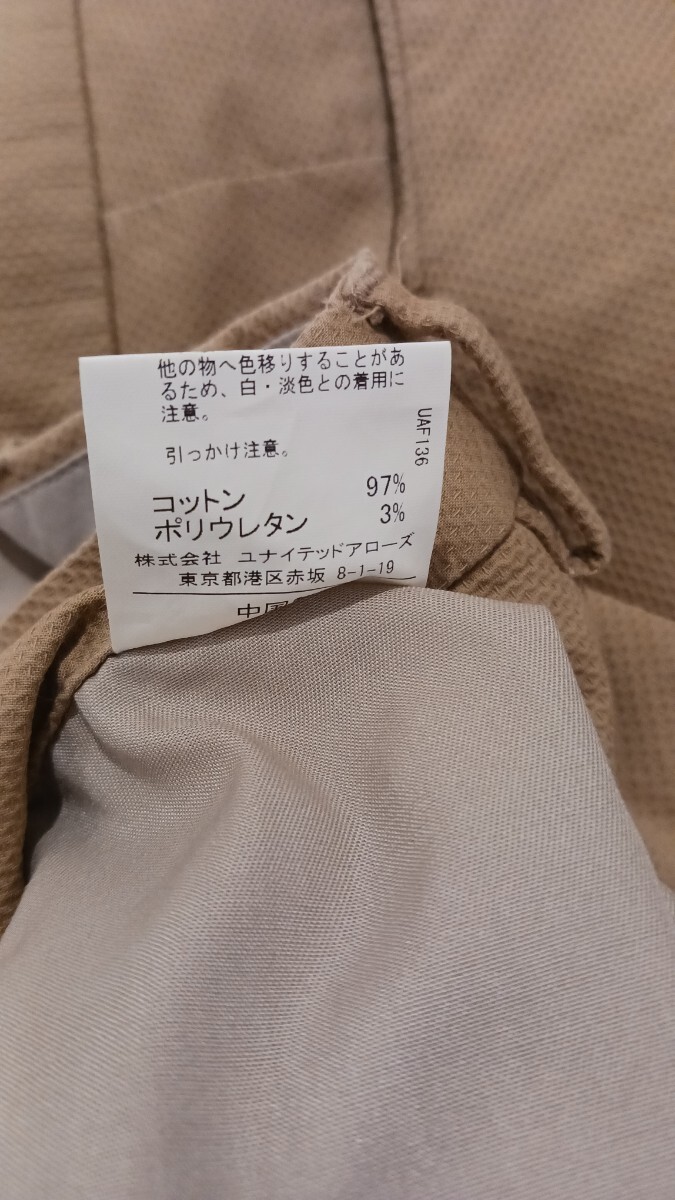 他の物へ色移りすることがあ
るため、白・淡色との着用に
注意。
引っかけ注意。
コットン 97%
ポリウレタン 3%
株式会社 ユナイテッドアローズ
東京都港区赤坂 8-1-19
中国
UAF136